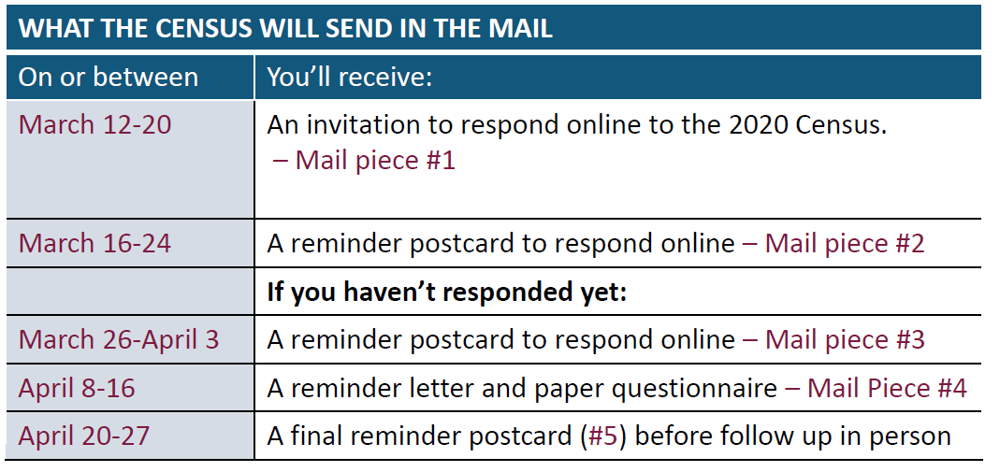 WHAT THE CENSUS WILL SEND IN THE MAIL
On or between You’ll receive:
March 12-20 An invitation to respond online to the 2020 Census.
– Mail piece #1
March 16-24 A reminder postcard to respond online – Mail piece #2
If you haven’t responded yet:
March 26-April 3 A reminder postcard to respond online – Mail piece #3
April 8-16 A reminder letter and paper questionnaire – Mail Piece #4
April 20-27 A final reminder postcard (#5) before follow up in person